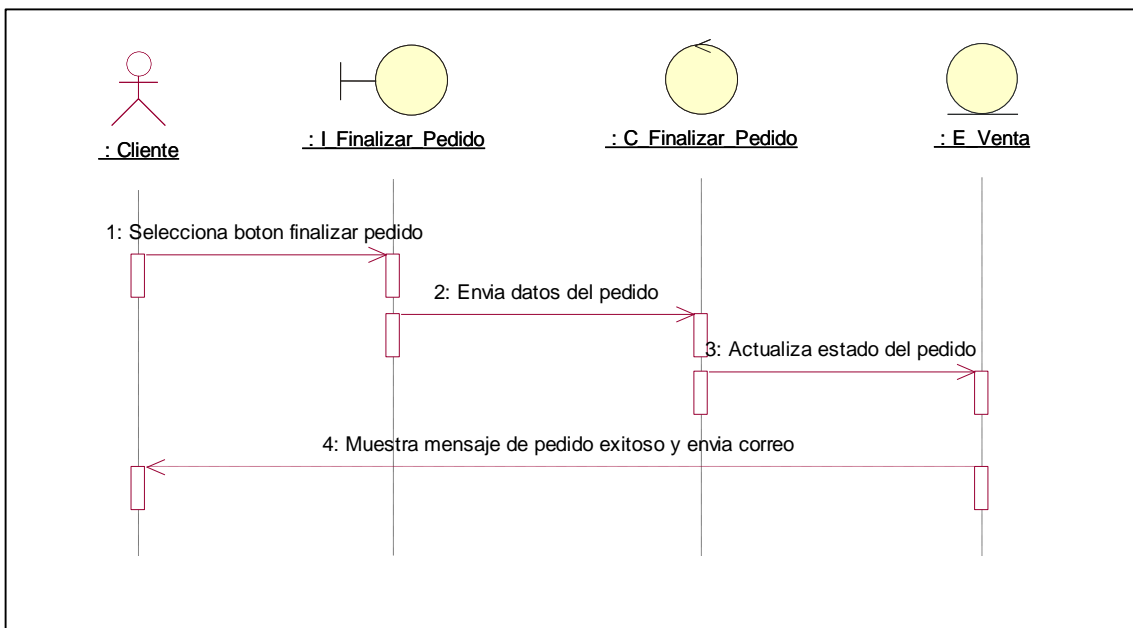 : Cliente
: I_Finalizar_Pedido
: C_Finalizar_Pedido
: E_Venta
1: Selecciona boton finalizar pedido
2: Envia datos del pedido
3: Actualiza estado del pedido
4: Muestra mensaje de pedido exitoso y envia correo